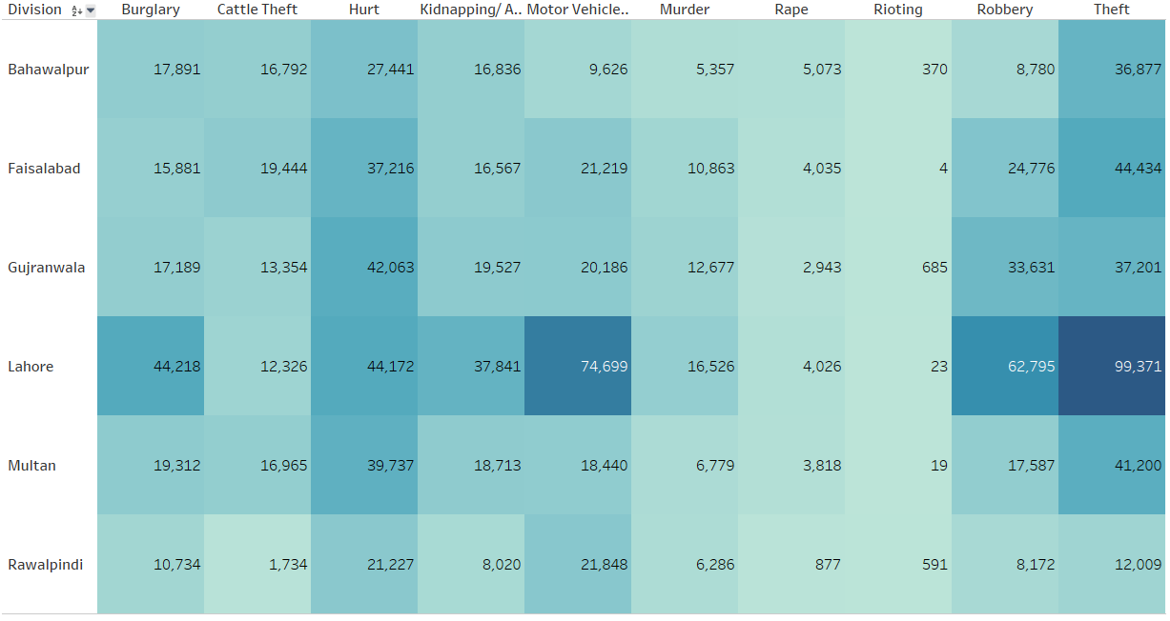 Division Burglary Cattle Theft Hurt Kidnapping/ A.. Motor Vehicle.. Murder Rape Rioting Robbery Theft
Bahawalpur 17,891 16,792 27,441 16,836 9,626 5,357 5,073 370 8,780 36,877
Faisalabad 15,881 19,444 37,216 16,567 21,219 10,863 4,035 4 24,776 44,434
Gujranwala 17,189 13,354 42,063 19,527 20,186 12,677 2,943 685 33,631 37,201
Lahore 44,218 12,326 44,172 37,841 74,699 16,526 4,026 23 62,795 99,371
Multan 19,312 16,965 39,737 18,713 18,440 6,779 3,818 19 17,587 41,200
Rawalpindi 10,734 1,734 21,227 8,020 21,848 6,286 877 591 8,172 12,009